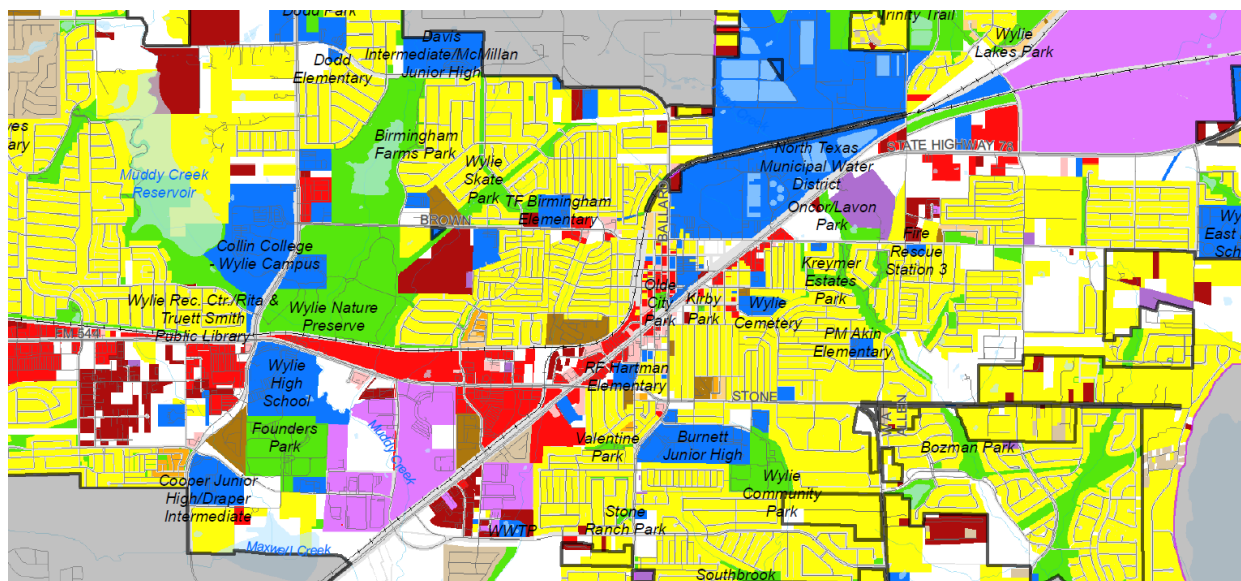 Dodd Park
Trinity Trail
Wylie
Lakes Park
Davis
Intermediate/McMillan
Junior High
Dodd
Elementary
Creek
Birmingham
Farms Park
North Texas
Municipal Water
District
STATE HIGHWAY 78
Wylie
Skate
Park
Muddy Creek
Reservoir
TF Birmingham
Elementary
BROWN
BALLARD
Oncor/Lavon
Park
Fire
Rescue
Station 3
Collin College
- Wylie Campus
Kreymer
Estates
Park
Olde
City
Park
Kirby
Park
Wylie
Cemetery
Wylie Rec. Ctr./Rita &
Truett Smith
Public Library
Wylie Nature
Preserve
FM 544
PM Akin
Elementary
Wylie
High
School
RF Hartman
Elementary
STONE
Founders
Park
Muddy Creek
Valentine
Park
Burnett
Junior High
Bozman Park
Cooper Junior
High/Draper
Intermediate
Wylie
Community
Park
Stone
Ranch Park
WWTP
Maxwell Creek
Southbrook